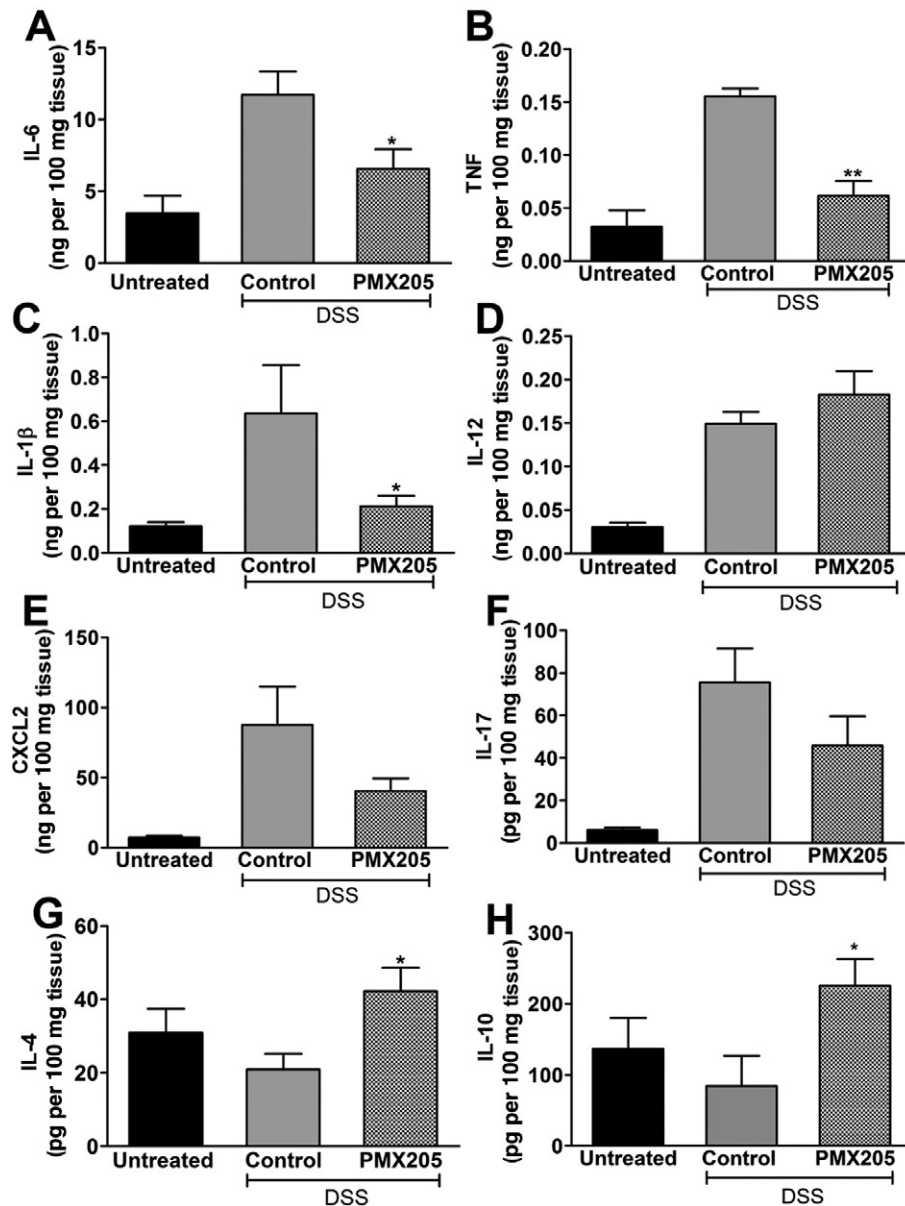 A
IL-6
(ng per 100 mg tissue)
15
10
5
0
*
Untreated
Control
PMX205
DSS
B
TNF
(ng per 100 mg tissue)
0.20
0.15
0.10
0.05
0.00
**
Untreated
Control
PMX205
DSS
C
IL-1β
(ng per 100 mg tissue)
1.0
0.8
0.6
0.4
0.2
0.0
*
Untreated
Control
PMX205
DSS
D
IL-12
(ng per 100 mg tissue)
0.25
0.20
0.15
0.10
0.05
0.00
Untreated
Control
PMX205
DSS
E
CXCL2
(ng per 100 mg tissue)
150
100
50
0
Untreated
Control
PMX205
DSS
F
IL-17
(pg per 100 mg tissue)
100
80
60
40
20
0
Untreated
Control
PMX205
DSS
G
IL-4
(pg per 100 mg tissue)
60
40
20
0
*
Untreated
Control
PMX205
DSS
H
IL-10
(pg per 100 mg tissue)
300
200
100
0
*
Untreated
Control
PMX205
DSS